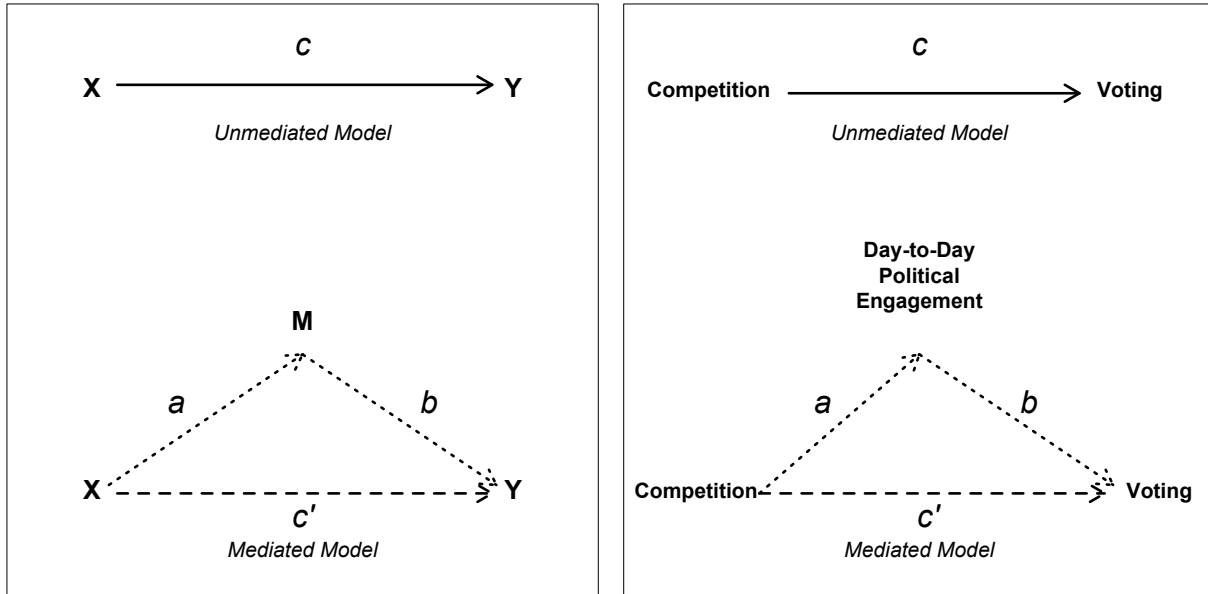 c
X
Y
Unmediated Model
M
a
b
X
Y
c'
Mediated Model
c
Competition
Voting
Unmediated Model
Day-to-Day
Political
Engagement
a
b
Competition
Voting
c'
Mediated Model